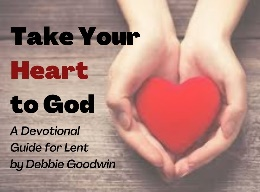 Take Your
Heart
to God
A Devotional
Guide for Lent
by Debbie Goodwin